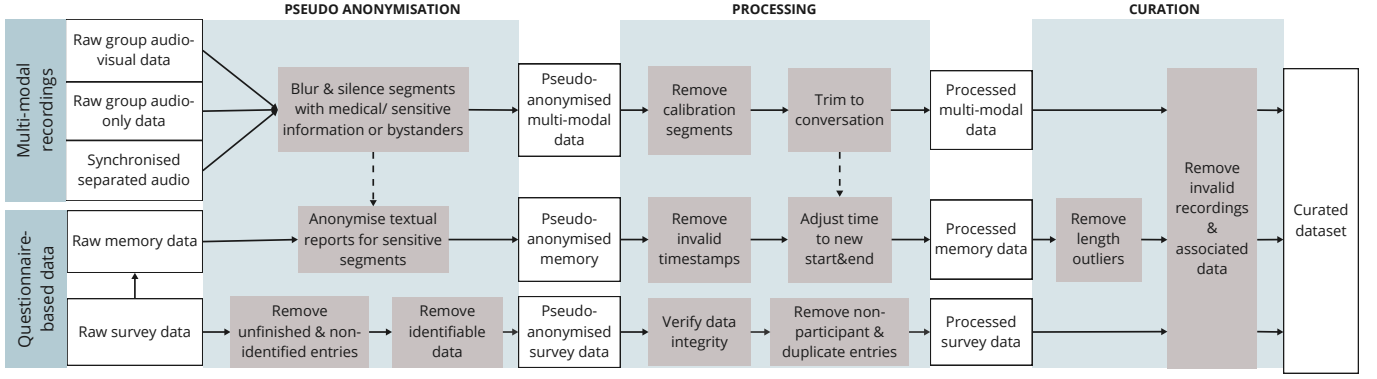 PSEUDO ANONYMISATION
PROCESSING
CURATION
Multi-modal
recordings
Raw group audio-
visual data
Raw group audio-
only data
Synchronised
separated audio
Blur & silence segments
with medical/ sensitive
information or bystanders
Pseudo-
anonymised
multi-modal
data
Remove
calibration
segments
Trim to
conversation
Processed
multi-modal
data
Questionnaire-
based data
Raw memory data
Anonymise textual
reports for sensitive
segments
Pseudo-
anonymised
memory
Remove
invalid
timestamps
Adjust time
to new
start&end
Processed
memory data
Remove
length
outliers
Remove
invalid
recordings
&
associated
data
Curated
dataset
Raw survey data
Remove
unfinished & non-
identified entries
Remove
identifiable
data
Pseudo-
anonymised
survey data
Verify data
integrity
Remove non-
participant &
duplicate entries
Processed
survey data